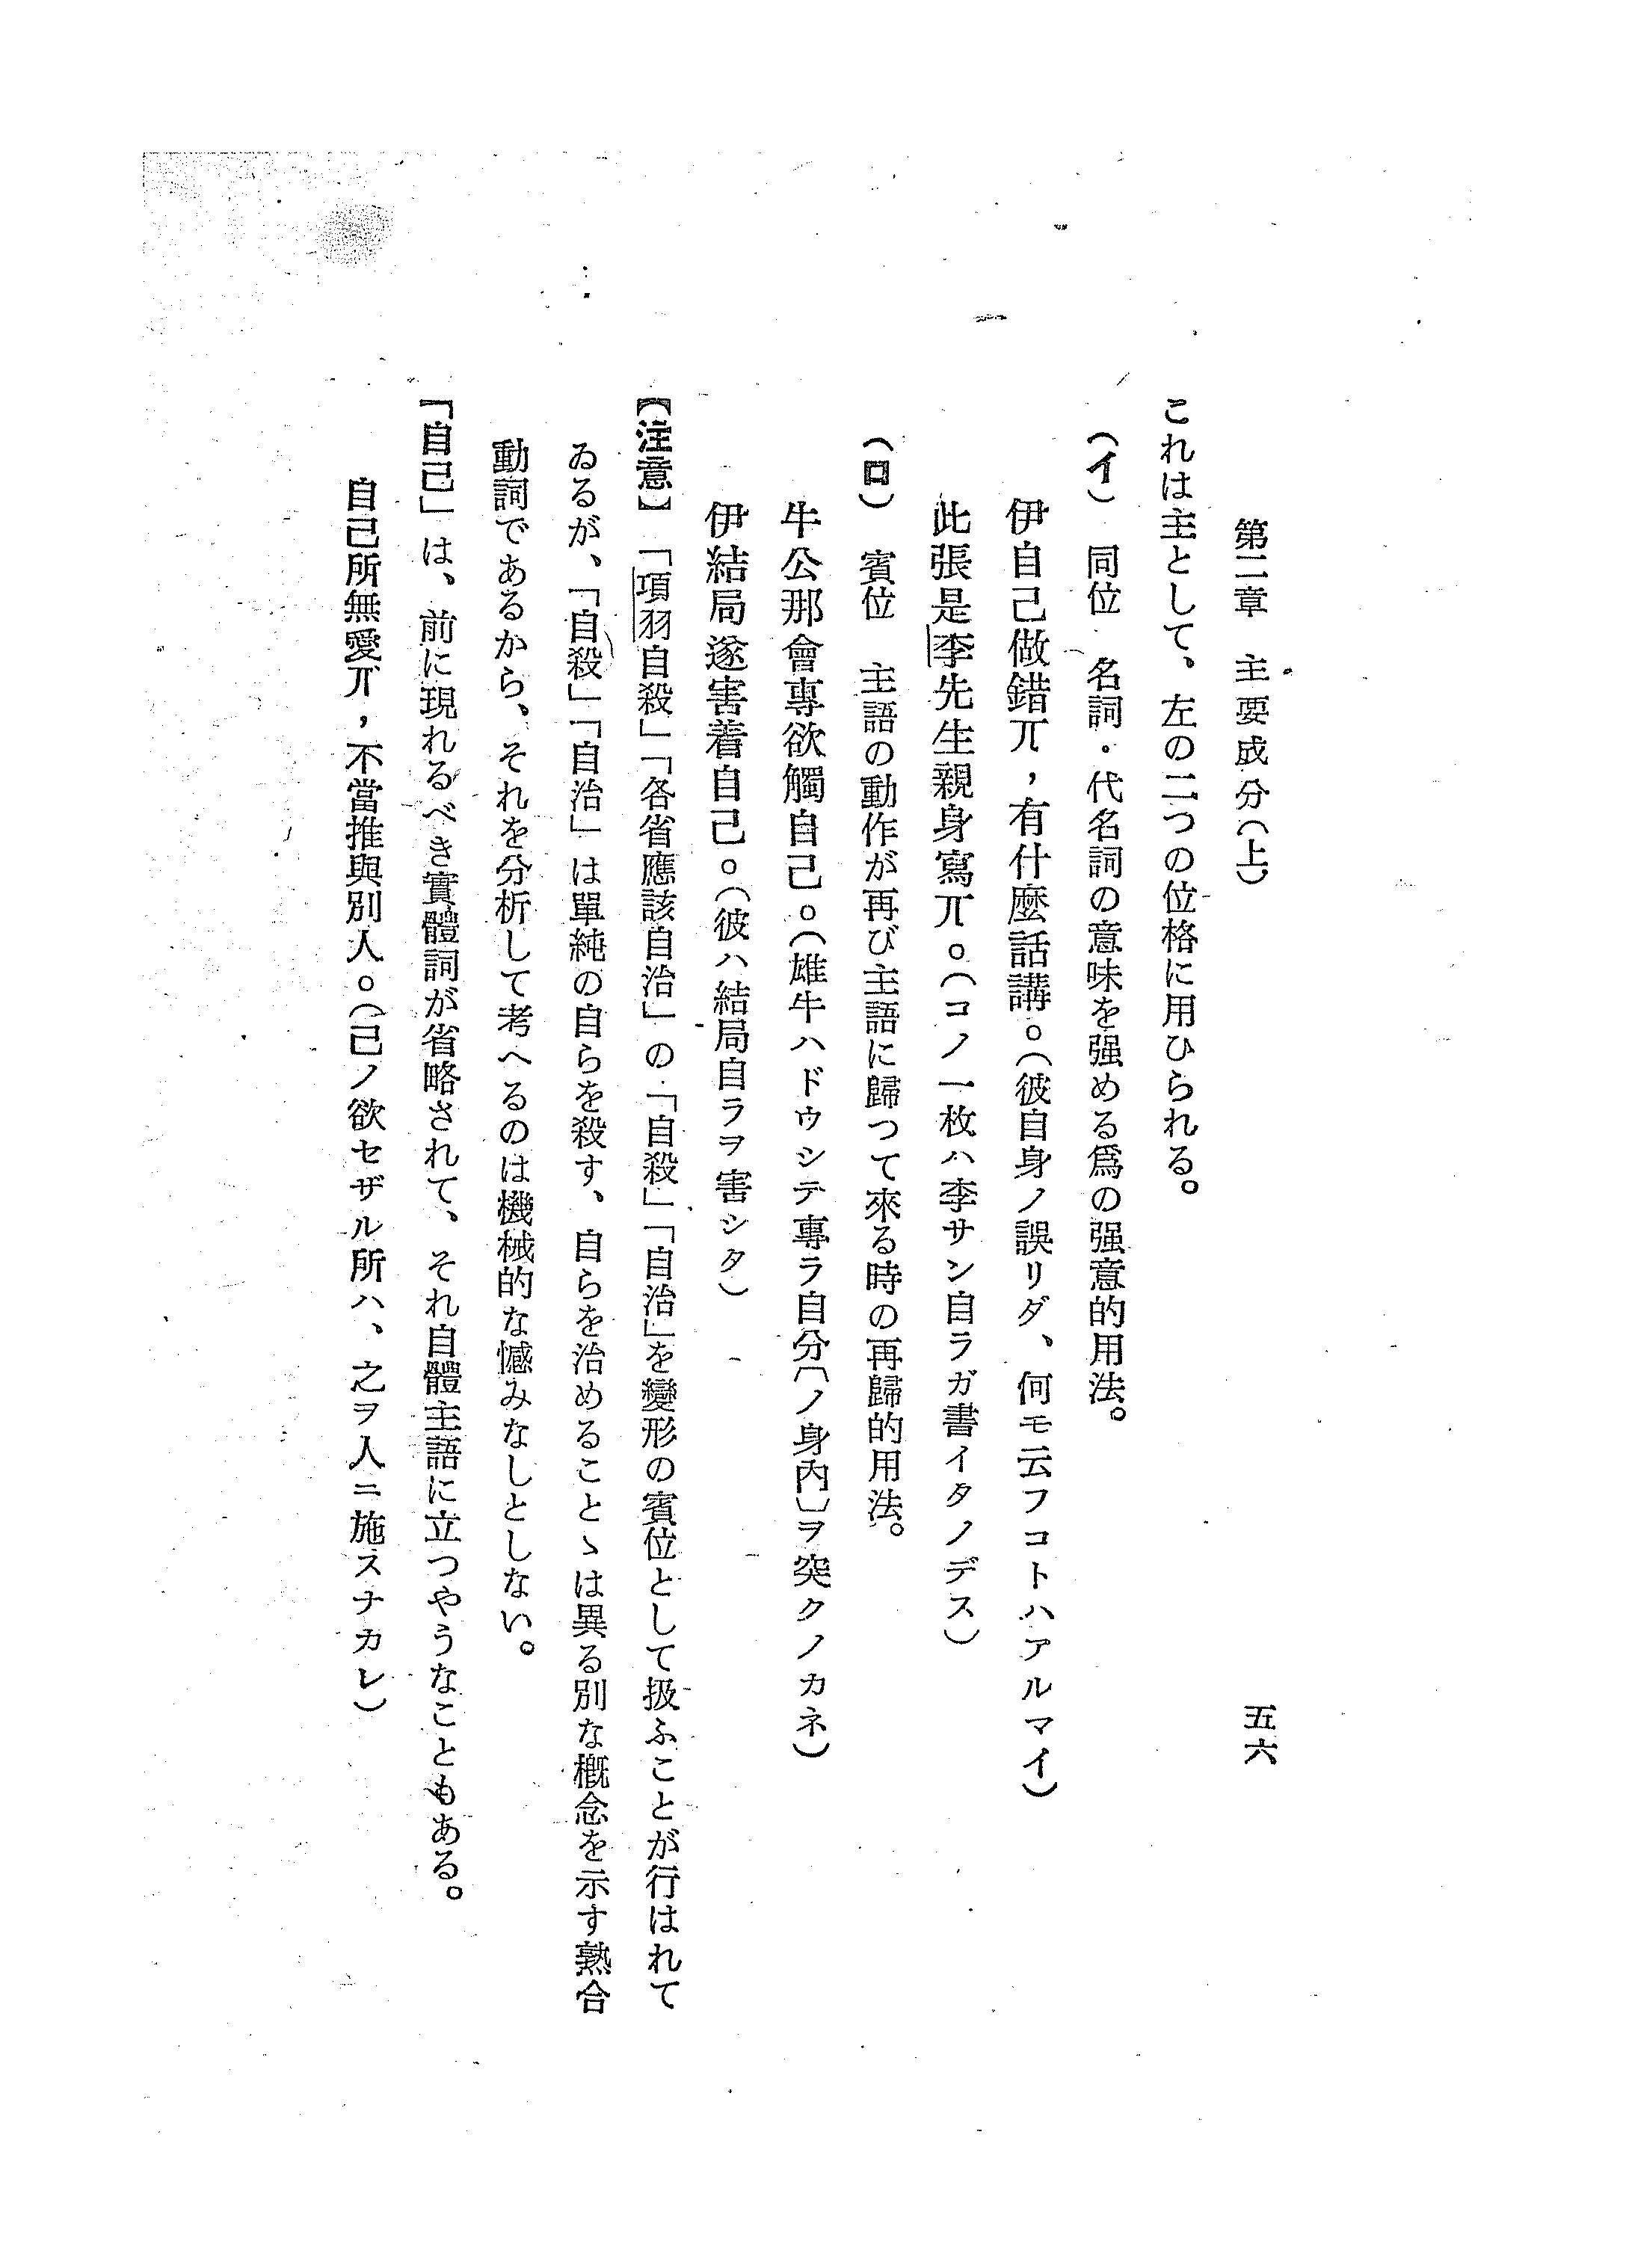 第二章　主要成分（上）　五六
これは主として、左の二つの位格に用ひられる。
（イ）　同位　名詞・代名詞の意味を强める爲の强意的用法。
伊自己做錯丌，有什麼話講。（彼自身ノ誤リダ、何モ云フコトハアルマイ）
此張是李先生親身寫丌。（コノ一枚ハ李サン自ラガ書イタノデス）
（ロ）　賓位　主語の動作が再び主語に歸つて來る時の再歸的用法。
牛公那會專欲觸自己。（雄牛ハドウシテ專ラ自分〔ノ身內〕ヲ突クノカネ）
伊結局遂害着自己。（彼ハ結局自ラヲ害シタ）
【注意】「項羽自殺」「各省應該自治」の「自殺」「自治」を變形の賓位として扱ふことが行はれて
ゐるが、「自殺」「自治」は單純の自らを殺す、自らを治めることゝは異る別な槪念を示す熟合
動詞であるから、それを分析して考へるのは機械的な憾みなしとしない。
「自己」は、前に現れるべき實體詞が省略されて、それ自體主語に立つやうなこともある。
自己所無愛丌，不當推與別人。（己ノ欲セザル所ハ、之ヲ人ニ施スナカレ）